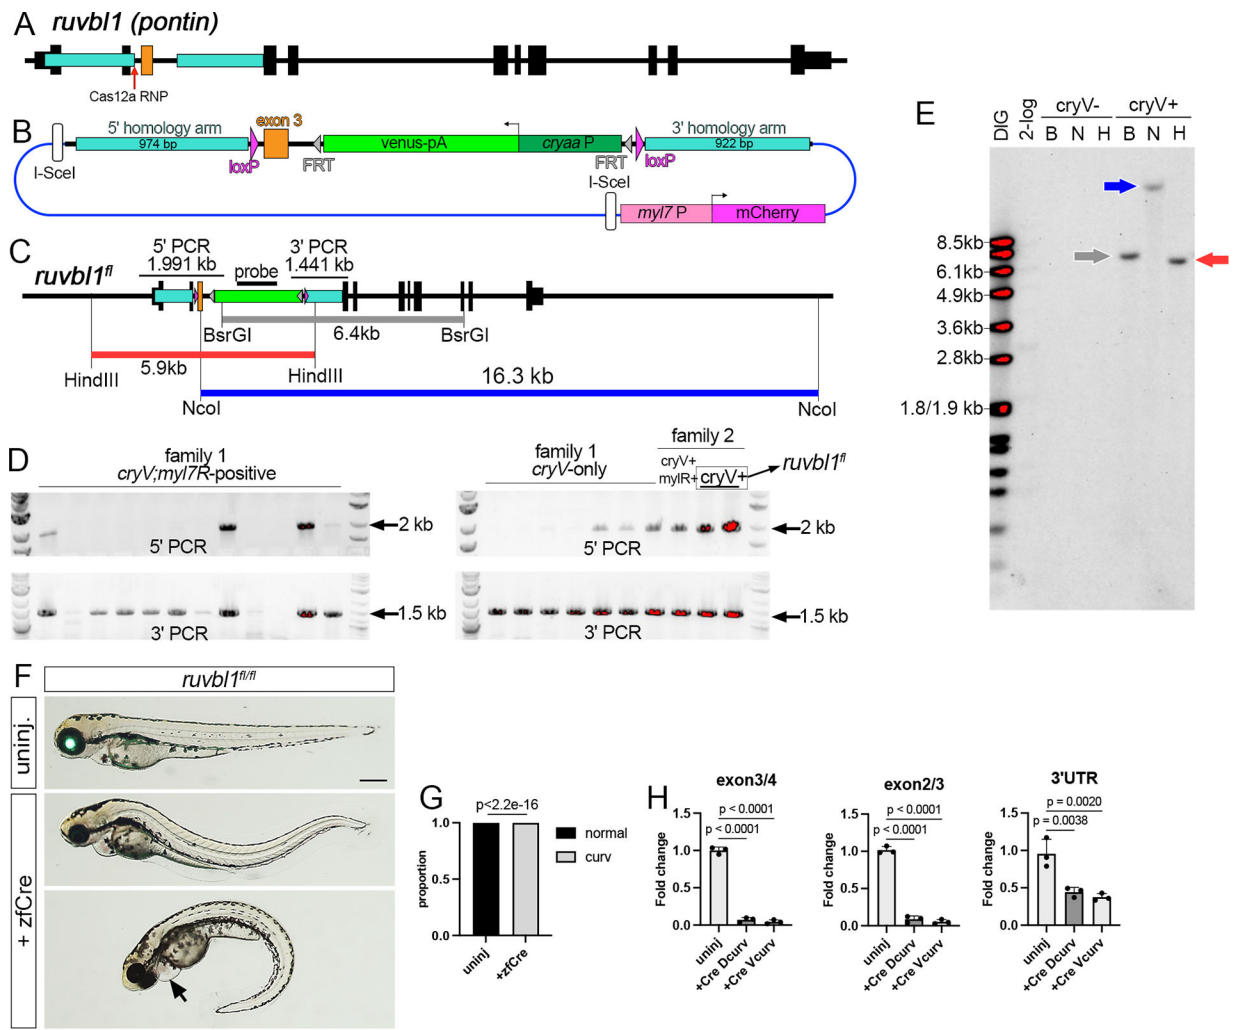 A
ruvbl1 (pontin)
Cas12a RNP
B
5' homology arm
974 bp
exon 3
loxP
FRT
venus-pA
cryaa P
FRT
loxP
3' homology arm
922 bp
I-SceI
I-SceI
myl7 P
mCherry
C
ruvbl1fl
5' PCR
1.991 kb
probe
3' PCR
1.441 kb
BsrGI
6.4kb
BsrGI
5.9kb
HindIII
HindIII
16.3 kb
NcoI
NcoI
D
family 1
cryV;myl7R-positive
2 kb
5' PCR
1.5 kb
3' PCR
family 1
cryV-only
family 2
cryV+
mylR+
cryV+
ruvbl1fl
2 kb
5' PCR
1.5 kb
3' PCR
E
DIG
2-log
cryV-
B N H
cryV+
B N H
8.5kb
6.1kb
4.9kb
3.6kb
2.8kb
1.8/1.9 kb
F
ruvbl1fl/fl
uninj.
+ zfCre
G
p<2.2e-16
proportion
1.0
0.5
0.0
uninj
+zfCre
normal
curv
H
exon3/4
p < 0.0001
p < 0.0001
Fold change
1.5
1.0
0.5
0.0
uninj
+Cre Dcurv
+Cre Vcurv
exon2/3
p < 0.0001
p < 0.0001
Fold change
1.5
1.0
0.5
0.0
uninj
+Cre Dcurv
+Cre Vcurv
3'UTR
p = 0.0020
p = 0.0038
Fold change
1.5
1.0
0.5
0.0
uninj
+Cre Dcurv
+Cre Vcurv